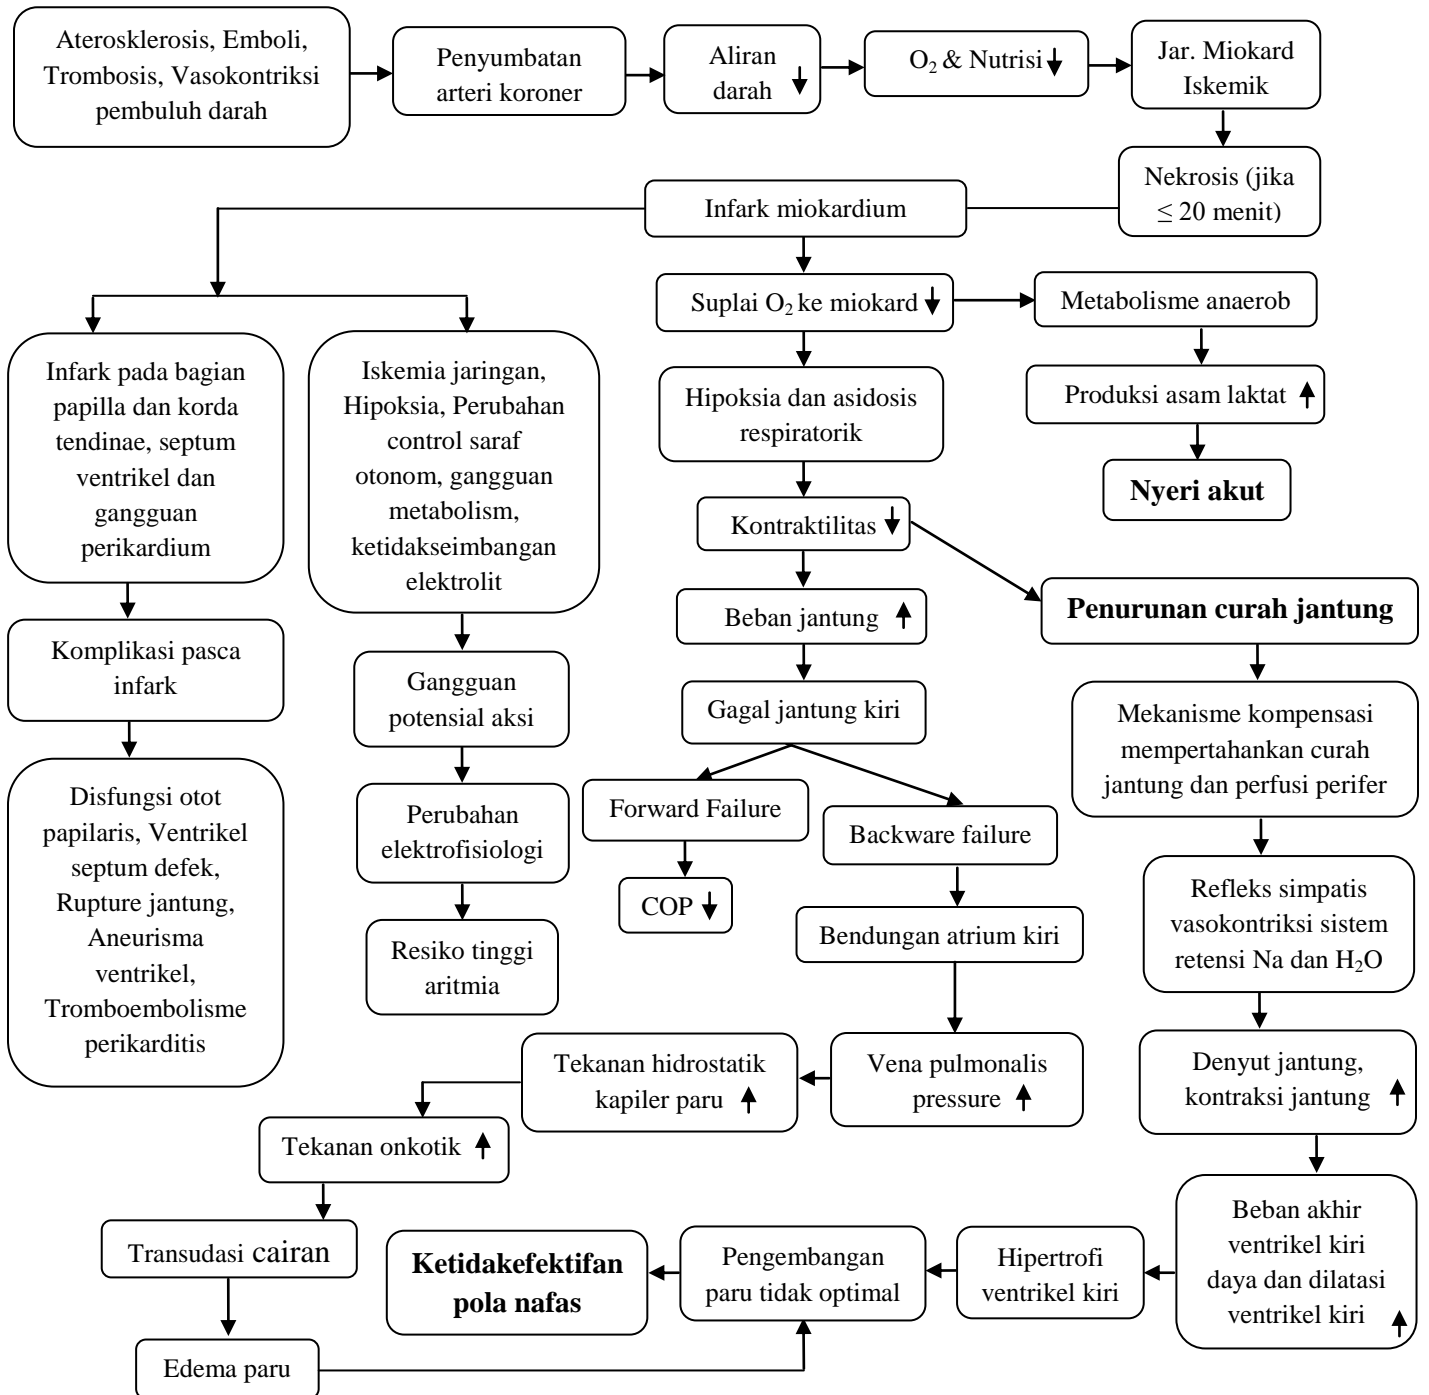 Aterosklerosis, Emboli,
Trombosis, Vasokontriksi
pembuluh darah
Penyumbatan
arteri koroner
Aliran
darah ↓
O₂ & Nutrisi ↓
Jar. Miokard
Iskemik
Nekrosis (jika
≤ 20 menit)
Infark miokardium
Suplai O₂ ke miokard ↓
Metabolisme anaerob
Produksi asam laktat ↑
Nyeri akut
Infark pada bagian
papilla dan korda
tendinae, septum
ventrikel dan
gangguan
perikardium
Iskemia jaringan,
Hipoksia, Perubahan
control saraf
otonom, gangguan
metabolism,
ketidakseimbangan
elektrolit
Hipoksia dan asidosis
respiratorik
Kontraktilitas ↓
Beban jantung ↑
Penurunan curah jantung
Komplikasi pasca
infark
Gangguan
potensial aksi
Gagal jantung kiri
Mekanisme kompensasi
mempertahankan curah
jantung dan perfusi perifer
Disfungsi otot
papilaris, Ventrikel
septum defek,
Rupture jantung,
Aneurisma
ventrikel,
Tromboembolisme
perikarditis
Perubahan
elektrofisiologi
Resiko tinggi
aritmia
Forward Failure
COP ↓
Backware failure
Bendungan atrium kiri
Refleks simpatis
vasokontriksi sistem
retensi Na dan H₂O
Denyut jantung,
kontraksi jantung ↑
Vena pulmonalis
pressure ↑
Tekanan hidrostatik
kapiler paru ↑
Tekanan onkotik ↑
Transudasi cairan
Edema paru
Ketidakefektifan
pola nafas
Pengembangan
paru tidak optimal
Hipertrofi
ventrikel kiri
Beban akhir
ventrikel kiri
daya dan dilatasi
ventrikel kiri ↑